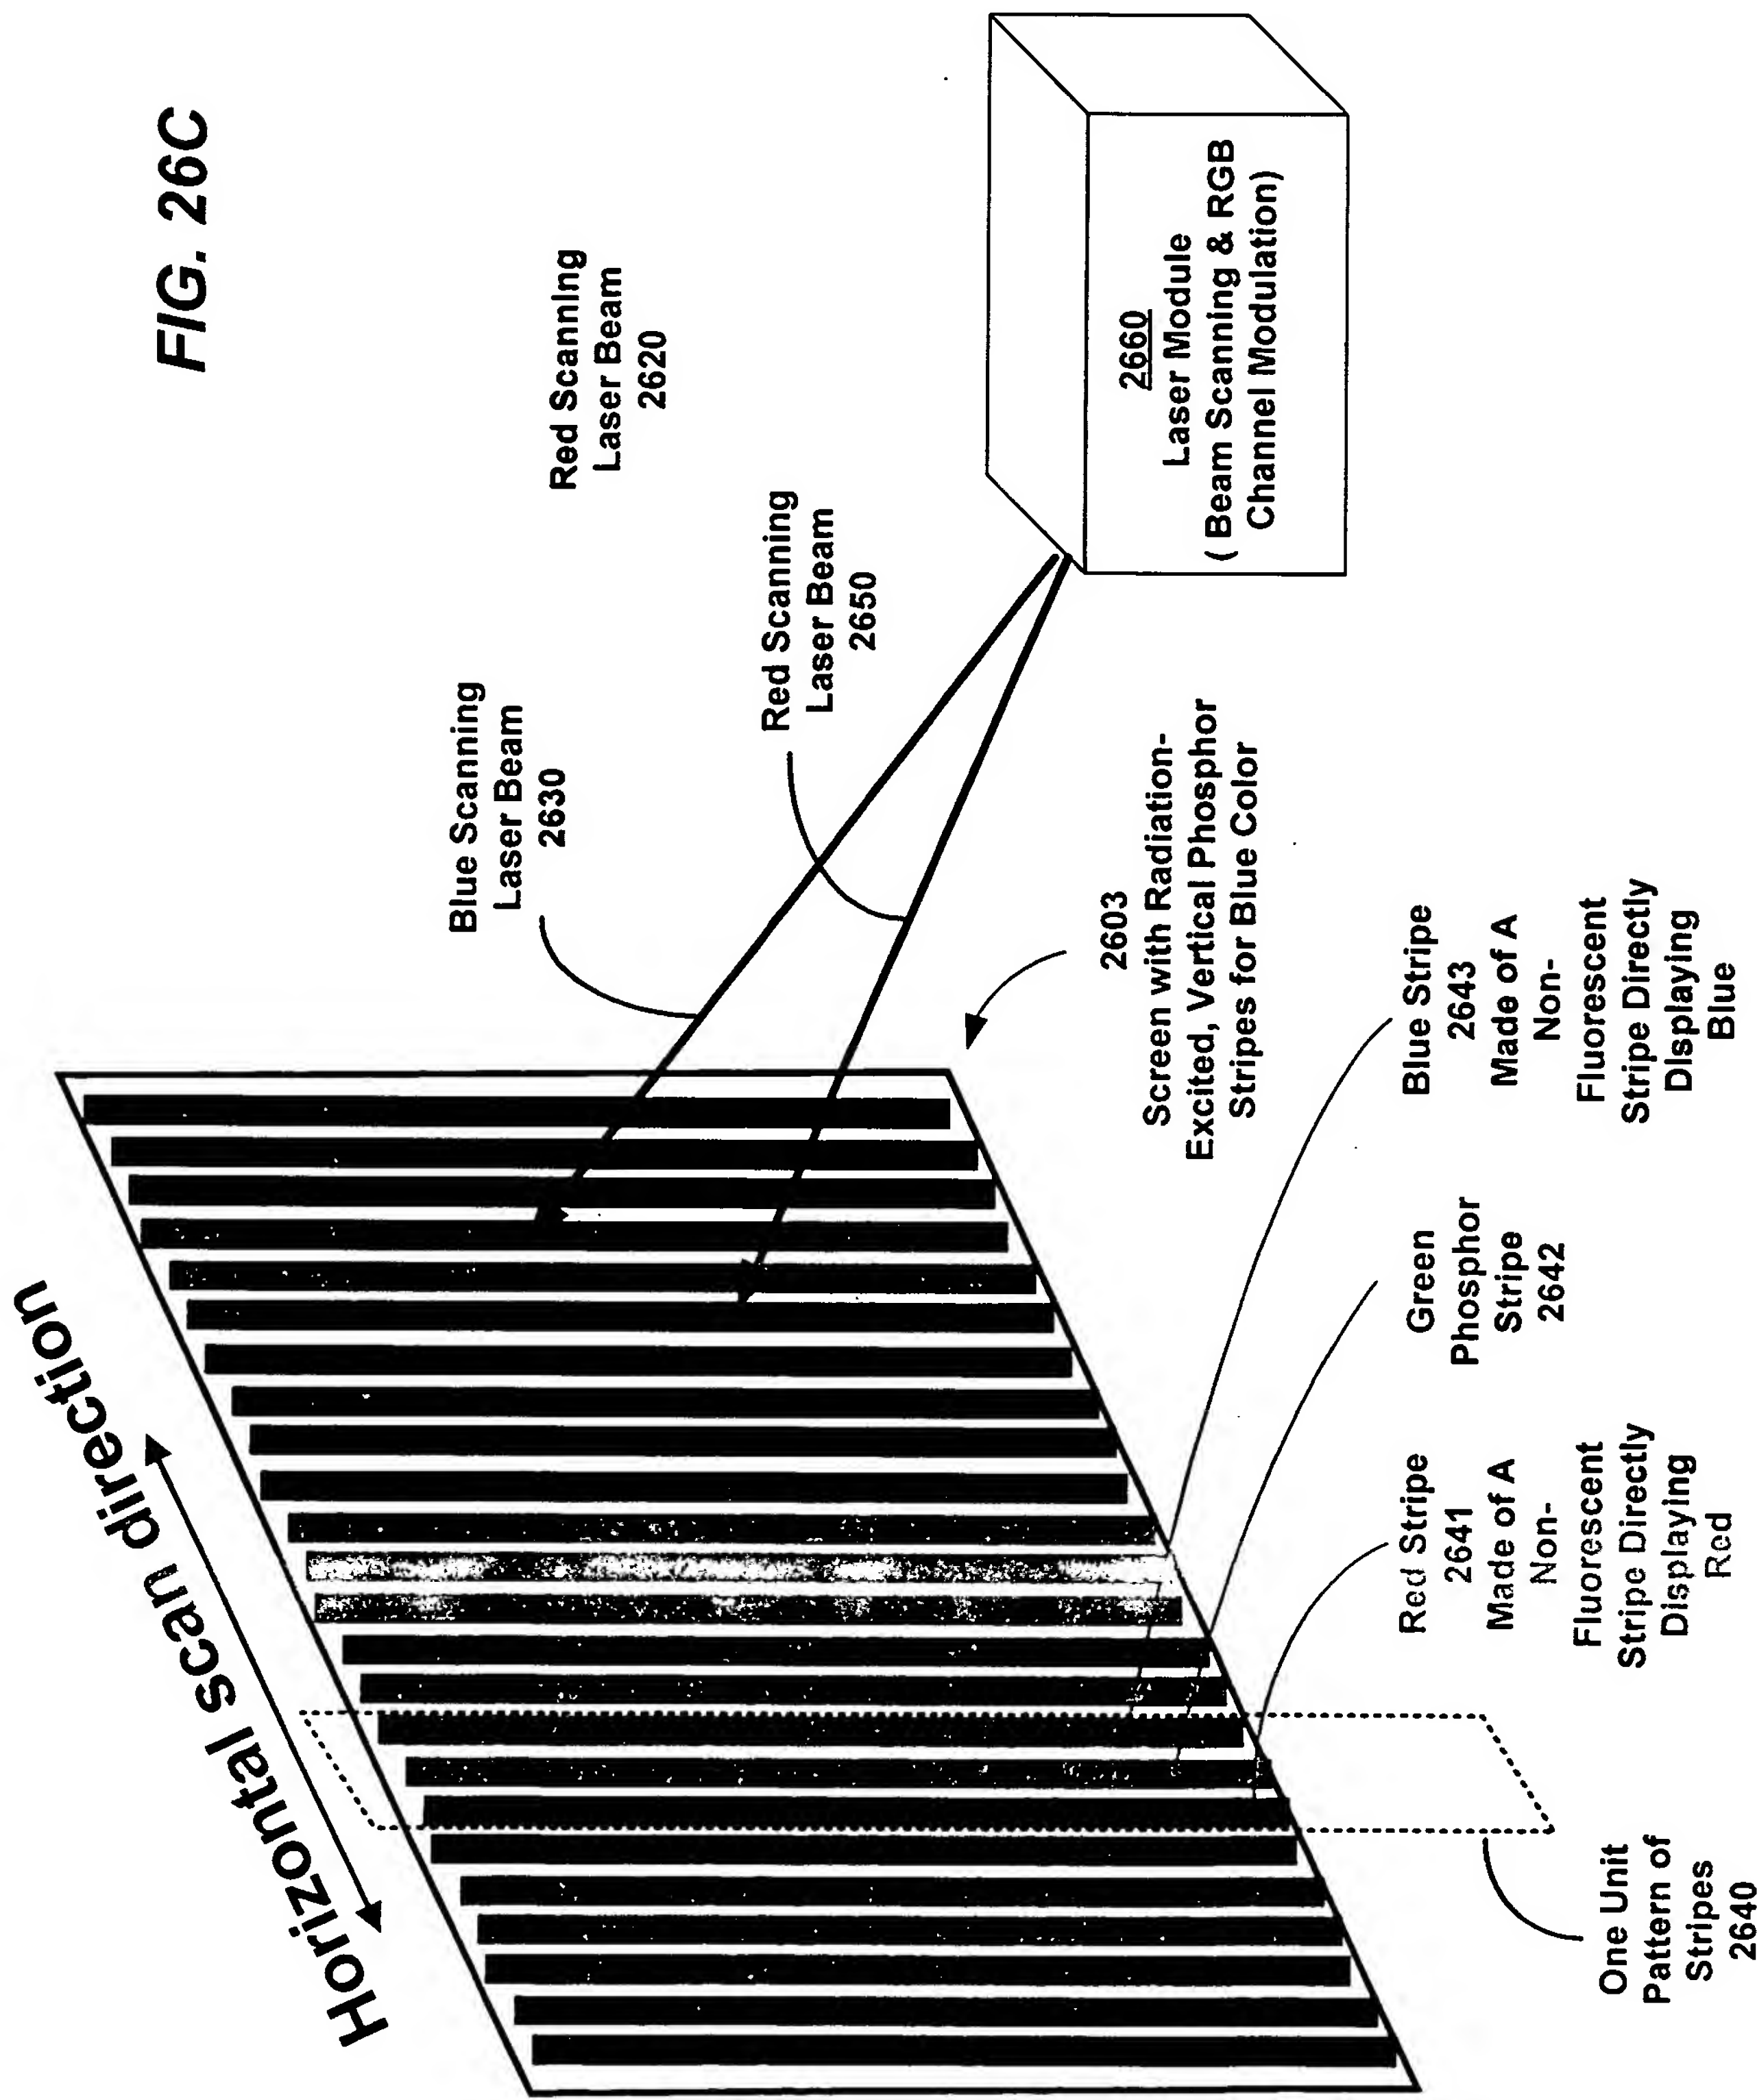 FIG. 26C
Horizontal scan direction
Blue Scanning
Laser Beam
2630
Red Scanning
Laser Beam
2620
Red Scanning
Laser Beam
2650
2660
Laser Module
( Beam Scanning & RGB
Channel Modulation)
2603
Screen with Radiation-
Excited, Vertical Phosphor
Stripes for Blue Color
One Unit
Pattern of
Stripes
2640
Red Stripe
2641
Made of A
Non-
Fluorescent
Stripe Directly
Displaying
Red
Green
Phosphor
Stripe
2642
Blue Stripe
2643
Made of A
Non-
Fluorescent
Stripe Directly
Displaying
Blue